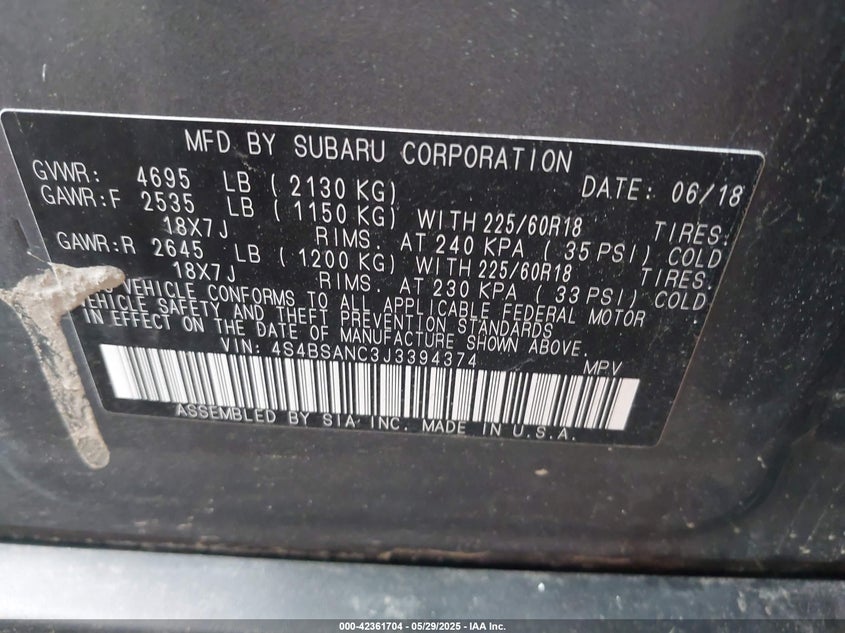 MFD BY SUBARU CORPORATION
GVWR: 4695 LB ( 2130 KG) DATE: 06/18
GAWR:F 2535 LB ( 1150 KG) WITH 225/60R18 TIRES:
18X7J RIMS. AT 240 KPA ( 35 PSI) COLD
GAWR:R 2645 LB ( 1200 KG) WITH 225/60R18 TIRES.
18X7J RIMS. AT 230 KPA ( 33 PSI) COLD
VEHICLE CONFORMS TO ALL APPLICABLE FEDERAL MOTOR
VEHICLE SAFETY AND THEFT PREVENTION STANDARDS
IN EFFECT ON THE DATE OF MANUFACTURE SHOWN ABOVE.
VIN: 4S4BSANC3J3394374 MPV
ASSEMBLED BY SIA INC. MADE IN U.S.A.
000-42361704 - 05/29/2025 - IAA Inc.